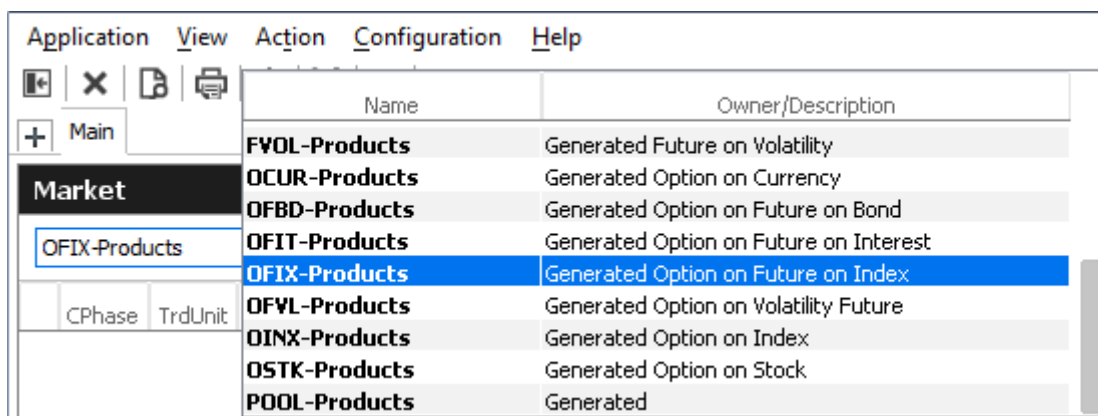 Application View Action Configuration Help
Name Owner/Description
+ Main
FVOL-Products Generated Future on Volatility
Market
OCUR-Products Generated Option on Currency
OFBD-Products Generated Option on Future on Bond
OFIX-Products
OFIT-Products Generated Option on Future on Interest
OFIX-Products Generated Option on Future on Index
CPhase TrdUnit
OFVL-Products Generated Option on Volatility Future
OINX-Products Generated Option on Index
OSTK-Products Generated Option on Stock
POOL-Products Generated